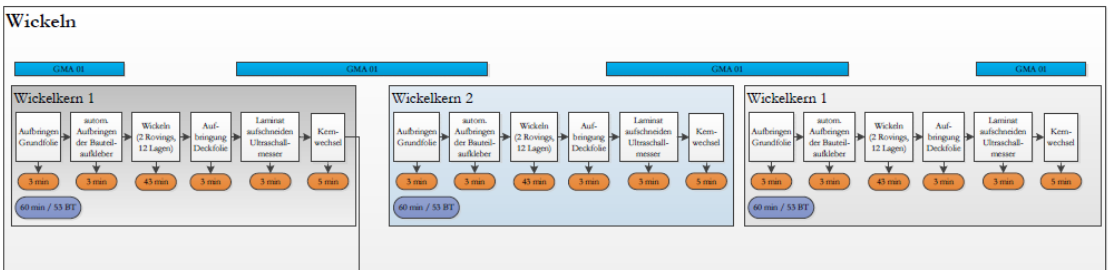 Wickeln
GMA 01
GMA 01
GMA 01
GMA 01
Wickelkern 1
Aufbringen
Grundfolie
autom.
Aufbringen
der Bauteil-
aufkleber
Wickeln
(2 Rovings,
12 Lagen)
Auf-
bringung
Deckfolie
Laminat
aufschneiden
Ultraschall-
messer
Kern-
wechsel
3 min
3 min
43 min
3 min
3 min
5 min
60 min / 53 BT
Wickelkern 2
Aufbringen
Grundfolie
autom.
Aufbringen
der Bauteil-
aufkleber
Wickeln
(2 Rovings,
12 Lagen)
Auf-
bringung
Deckfolie
Laminat
aufschneiden
Ultraschall-
messer
Kern-
wechsel
3 min
3 min
43 min
3 min
3 min
5 min
60 min / 53 BT
Wickelkern 1
Aufbringen
Grundfolie
autom.
Aufbringen
der Bauteil-
aufkleber
Wickeln
(2 Rovings,
12 Lagen)
Auf-
bringung
Deckfolie
Laminat
aufschneiden
Ultraschall-
messer
Kern-
wechsel
3 min
3 min
43 min
3 min
3 min
5 min
60 min / 53 BT